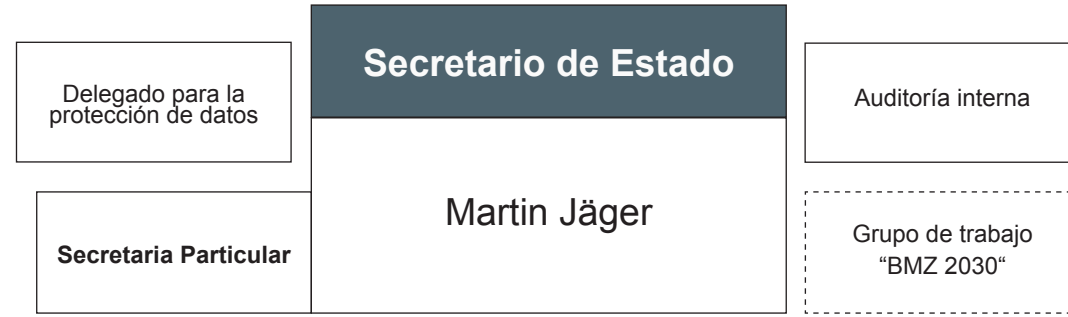 Secretario de Estado
Martin Jäger
Delegado para la
protección de datos
Secretaria Particular
Auditoría interna
Grupo de trabajo
“BMZ 2030“